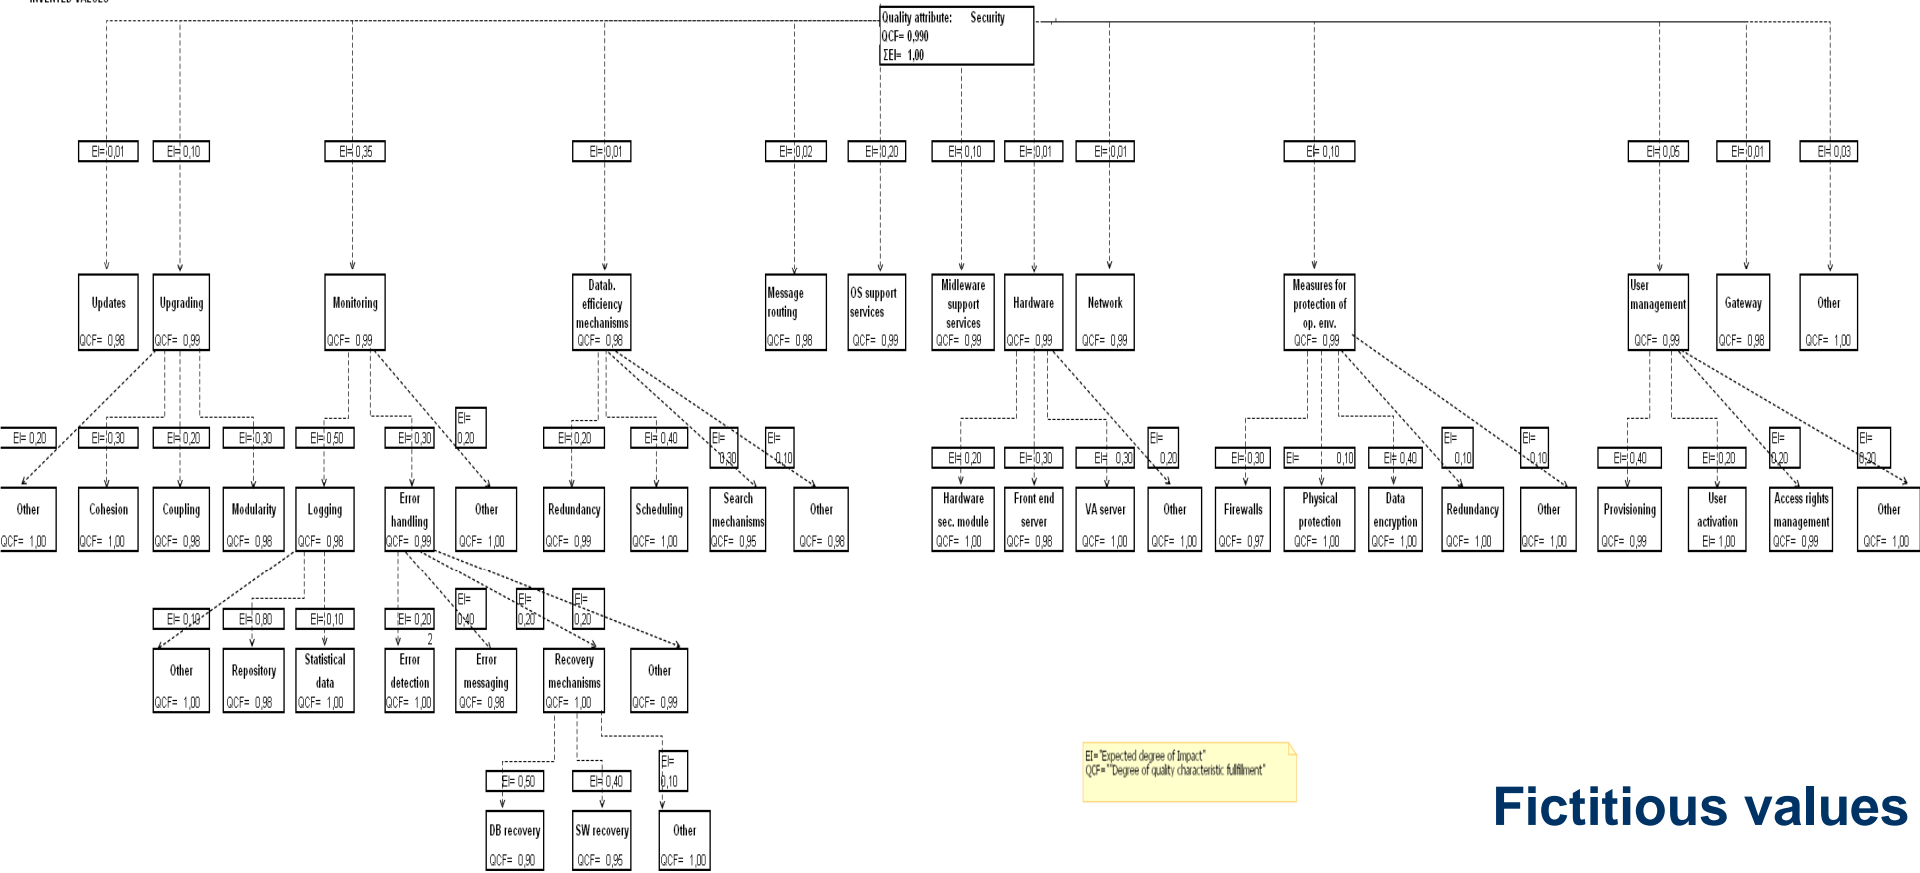 Quality attribute: Security
QCF= 0,990
ΣEI= 1,00
EI= 0,01
EI= 0,10
EI= 0,35
EI= 0,01
EI= 0,02
EI= 0,20
EI= 0,10
EI= 0,01
EI= 0,01
EI= 0,10
EI= 0,05
EI= 0,01
EI= 0,03
Updates
QCF= 0,98
Upgrading
QCF= 0,99
Monitoring
QCF= 0,99
Datab.
efficiency
mechanisms
QCF= 0,98
Message
routing
QCF= 0,98
OS support
services
QCF= 0,99
Midleware
support
services
QCF= 0,99
Hardware
QCF= 0,99
Network
QCF= 0,99
Measures for
protection of
op. env.
QCF= 0,99
User
management
QCF= 0,99
Gateway
QCF= 0,98
Other
QCF= 1,00
EI= 0,20
EI= 0,30
EI= 0,20
EI= 0,30
EI= 0,50
EI= 0,30
EI=
0,20
EI= 0,20
EI= 0,40
EI=
0,30
EI=
0,10
EI= 0,20
EI= 0,30
EI= 0,30
EI=
0,20
EI= 0,30
EI= 0,10
EI= 0,40
EI=
0,10
EI=
0,10
EI= 0,40
EI= 0,20
EI=
0,20
EI=
0,20
Other
QCF= 1,00
Cohesion
QCF= 1,00
Coupling
QCF= 0,98
Modularity
QCF= 0,98
Logging
QCF= 0,98
Error
handling
QCF= 0,99
Other
QCF= 1,00
Redundancy
QCF= 0,99
Scheduling
QCF= 1,00
Search
mechanisms
QCF= 0,95
Other
QCF= 0,98
Hardware
sec. module
QCF= 1,00
Front end
server
QCF= 0,98
VA server
QCF= 1,00
Other
QCF= 1,00
Firewalls
QCF= 0,97
Physical
protection
QCF= 1,00
Data
encryption
QCF= 1,00
Redundancy
QCF= 1,00
Other
QCF= 1,00
Provisioning
QCF= 0,99
User
activation
EI= 1,00
Access rights
management
QCF= 0,99
Other
QCF= 1,00
EI= 0,10
EI= 0,80
EI= 0,10
EI= 0,20
2
EI=
0,40
EI=
0,20
EI=
0,20
Other
QCF= 1,00
Repository
QCF= 0,98
Statistical
data
QCF= 1,00
Error
detection
QCF= 1,00
Error
messaging
QCF= 0,98
Recovery
mechanisms
QCF= 1,00
Other
QCF= 0,99
EI= 0,50
EI= 0,40
EI=
0,10
DB recovery
QCF= 0,90
SW recovery
QCF= 0,95
Other
QCF= 1,00
EI="Expected degree of Impact"
QCF=""Degree of quality characteristic fullfilment"
Fictitious values